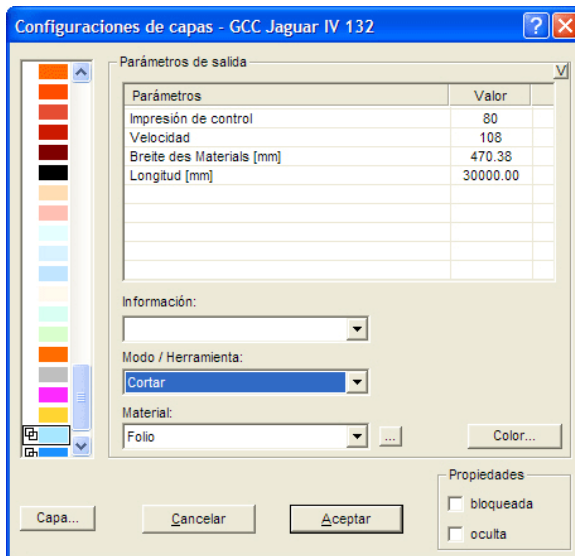 Configuraciones de capas - GCC Jaguar IV 132
Parámetros de salida
V
Parámetros Valor
Impresión de control 80
Velocidad 108
Breite des Materials [mm] 470.38
Longitud [mm] 30000.00
Información:
Modo / Herramienta:
Cortar
Material:
Folio
...
Color...
Propiedades
bloqueada
oculta
Capa...
Cancelar
Aceptar